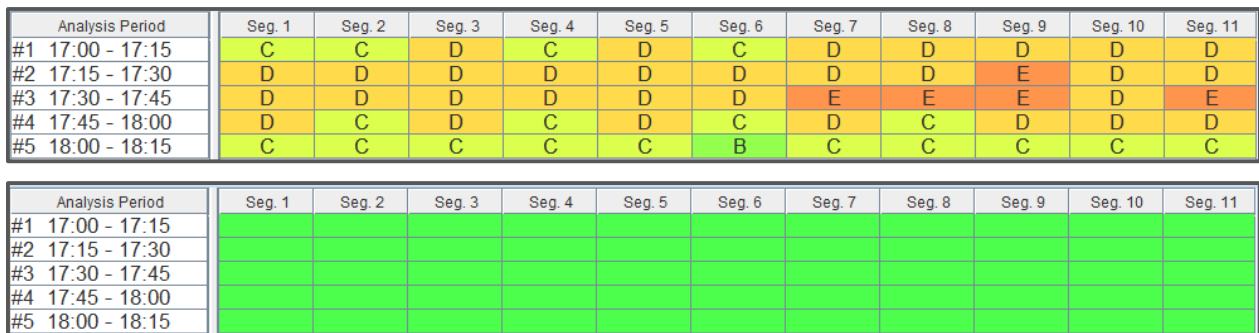 Analysis Period Seg. 1 Seg. 2 Seg. 3 Seg. 4 Seg. 5 Seg. 6 Seg. 7 Seg. 8 Seg. 9 Seg. 10 Seg. 11
#1 17:00 - 17:15 C C D C D C D D D D D
#2 17:15 - 17:30 D D D D D D D D E D D
#3 17:30 - 17:45 D D D D D D E E E D E
#4 17:45 - 18:00 D C D C D C D C D D D
#5 18:00 - 18:15 C C C C C B C C C C C
Analysis Period Seg. 1 Seg. 2 Seg. 3 Seg. 4 Seg. 5 Seg. 6 Seg. 7 Seg. 8 Seg. 9 Seg. 10 Seg. 11
#1 17:00 - 17:15
#2 17:15 - 17:30
#3 17:30 - 17:45
#4 17:45 - 18:00
#5 18:00 - 18:15